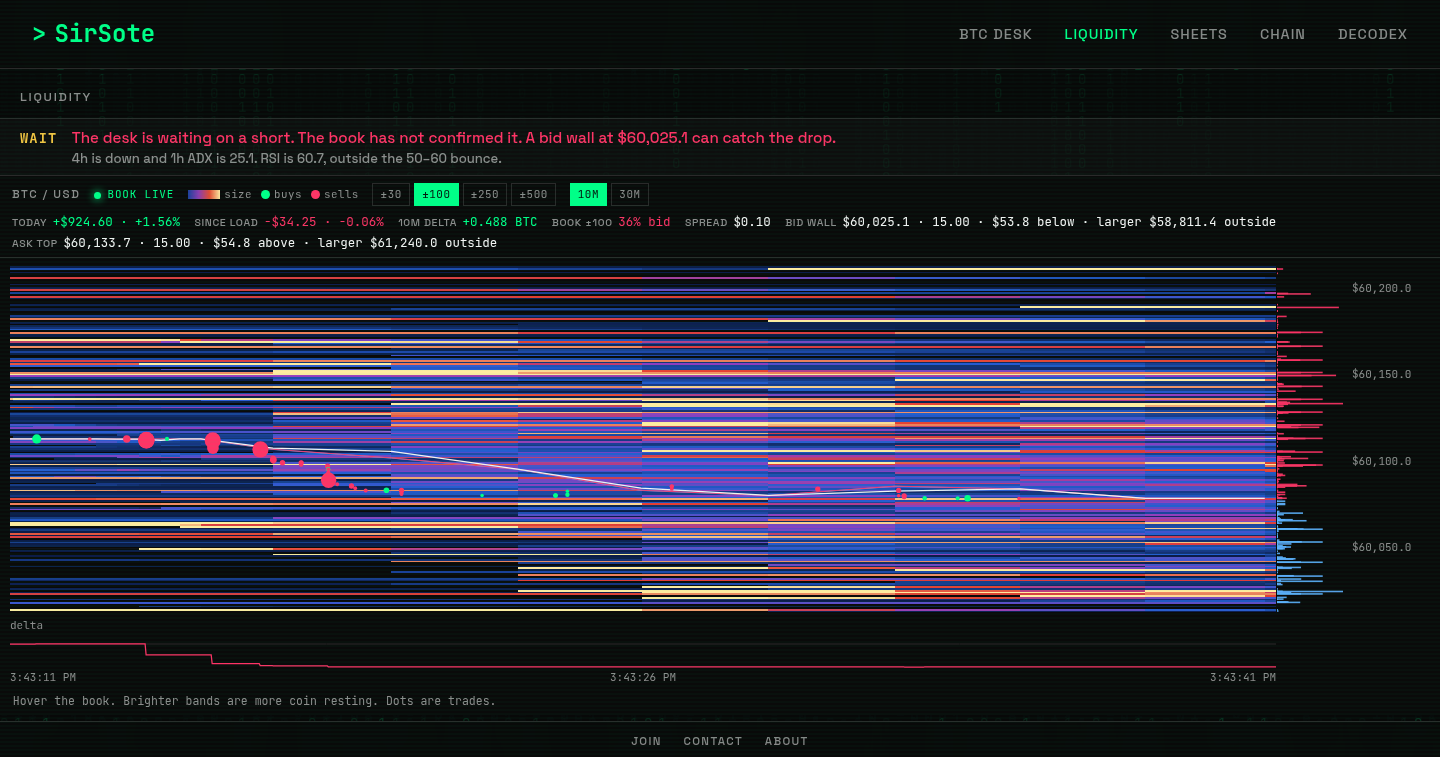 > SirSote
BTC DESK LIQUIDITY SHEETS CHAIN DECODEX
LIQUIDITY
WAIT The desk is waiting on a short. The book has not confirmed it. A bid wall at $60,025.1 can catch the drop.
4h is down and 1h ADX is 25.1. RSI is 60.7, outside the 50–60 bounce.
BTC / USD BOOK LIVE size buys sells ±30 ±100 ±250 ±500 10M 30M
TODAY +$924.60 · +1.56% SINCE LOAD -$34.25 · -0.06% 10M DELTA +0.488 BTC BOOK ±100 36% bid SPREAD $0.10 BID WALL $60,025.1 · 15.00 · $53.8 below · larger $58,811.4 outside
ASK TOP $60,133.7 · 15.00 · $54.8 above · larger $61,240.0 outside
$60,200.0
$60,150.0
$60,100.0
$60,050.0
delta
3:43:11 PM 3:43:26 PM 3:43:41 PM
Hover the book. Brighter bands are more coin resting. Dots are trades.
JOIN CONTACT ABOUT